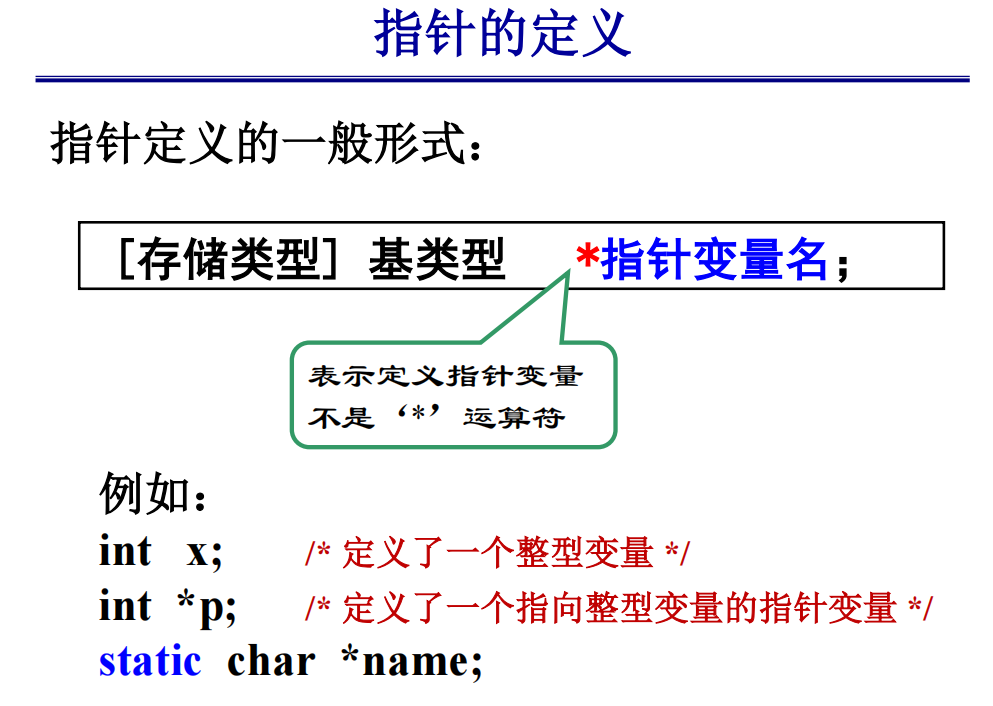 指针的定义
指针定义的一般形式：
[存储类型] 基类型 *指针变量名；
表示定义指针变量
不是‘*’运算符
例如：
int x; /* 定义了一个整型变量 */
int *p; /* 定义了一个指向整型变量的指针变量 */
static char *name;